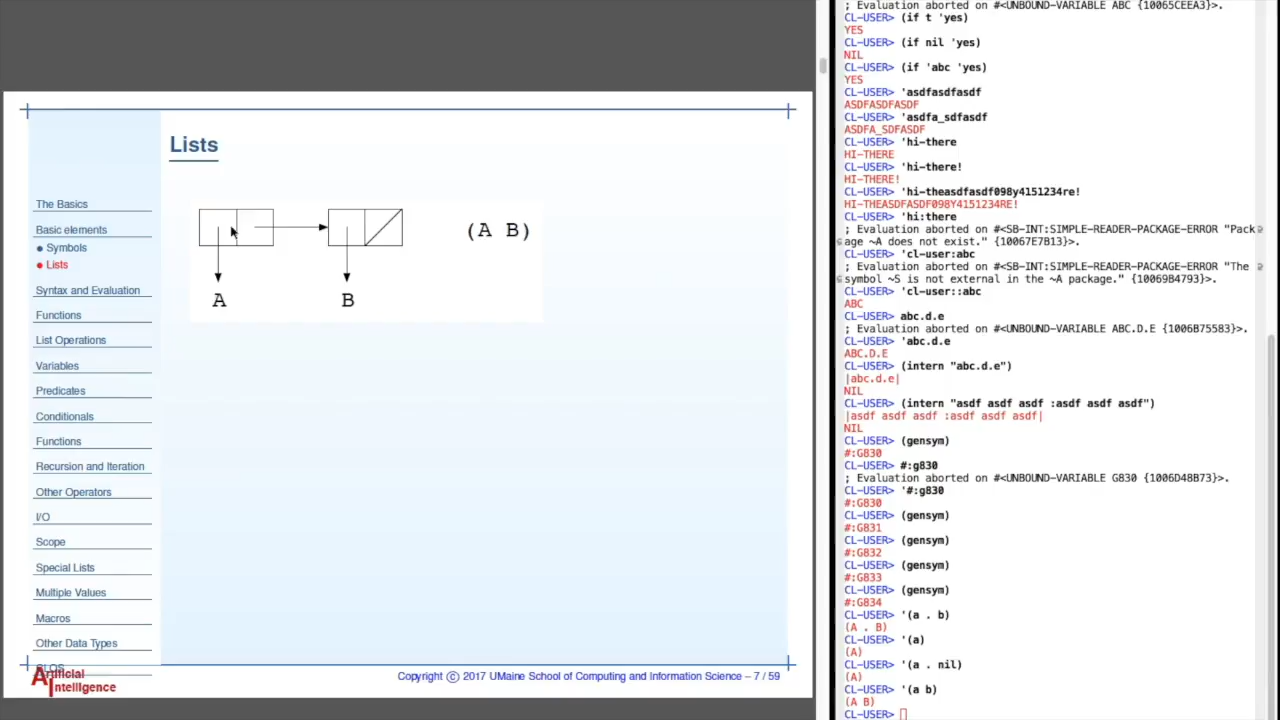 Lists
The Basics
Basic elements
Symbols
Lists
Syntax and Evaluation
Functions
List Operations
Variables
Predicates
Conditionals
Functions
Recursion and Iteration
Other Operators
I/O
Scope
Special Lists
Multiple Values
Macros
Other Data Types
CLOS
Artificial
Intelligence
A
B
(A B)
Copyright © 2017 UMaine School of Computing and Information Science – 7 / 59
; Evaluation aborted on #<UNBOUND-VARIABLE ABC {10065CEEA3}>.
CL-USER> (if t 'yes)
YES
CL-USER> (if nil 'yes)
NIL
CL-USER> (if 'abc 'yes)
YES
CL-USER> 'asdfasdfasdf
ASDFASDFASDF
CL-USER> 'asdfa_sdfasdf
ASDFA_SDFASDF
CL-USER> 'hi-there
HI-THERE
CL-USER> 'hi-there!
HI-THERE!
CL-USER> 'hi-theasdfasdf098y4151234re!
HI-THEASDFASDF098Y4151234RE!
CL-USER> 'hi:there
; Evaluation aborted on #<SB-INT:SIMPLE-READER-PACKAGE-ERROR "Pack
age ~A does not exist." {10067E7B13}>.
CL-USER> 'cl-user:abc
; Evaluation aborted on #<SB-INT:SIMPLE-READER-PACKAGE-ERROR "The
symbol ~S is not external in the ~A package." {10069B4793}>.
CL-USER> 'cl-user::abc
ABC
CL-USER> abc.d.e
; Evaluation aborted on #<UNBOUND-VARIABLE ABC.D.E {1006B75583}>.
CL-USER> 'abc.d.e
ABC.D.E
CL-USER> (intern "abc.d.e")
|abc.d.e|
NIL
CL-USER> (intern "asdf asdf asdf :asdf asdf asdf")
|asdf asdf asdf :asdf asdf asdf|
NIL
CL-USER> (gensym)
#:G830
CL-USER> #:g830
; Evaluation aborted on #<UNBOUND-VARIABLE G830 {1006D48B73}>.
CL-USER> '#:g830
#:G830
CL-USER> (gensym)
#:G831
CL-USER> (gensym)
#:G832
CL-USER> (gensym)
#:G833
CL-USER> (gensym)
#:G834
CL-USER> '(a . b)
(A . B)
CL-USER> '(a)
(A)
CL-USER> '(a . nil)
(A)
CL-USER> '(a b)
(A B)
CL-USER>